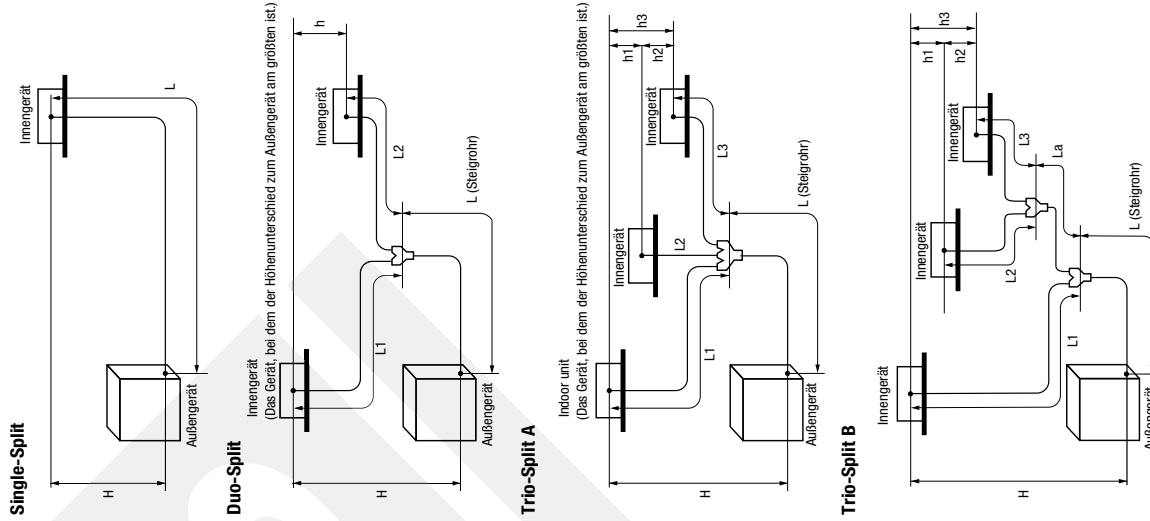 Single-Split
Innengerät
L
H
Außengerät
Duo-Split
Innengerät
(Das Gerät, bei dem der Höhenunterschied zum Außengerät am größten ist.)
h
Innengerät
L1
L2
L (Steigrohr)
H
Außengerät
Trio-Split A
Indoor unit
(Das Gerät, bei dem der Höhenunterschied zum Außengerät am größten ist.)
h3
h1
h2
Innengerät
Innengerät
L1
L2
L3
L (Steigrohr)
H
Außengerät
Trio-Split B
h3
h1
h2
Innengerät
Innengerät
Innengerät
L1
L2
L3
La
L (Steigrohr)
H
Außengerät